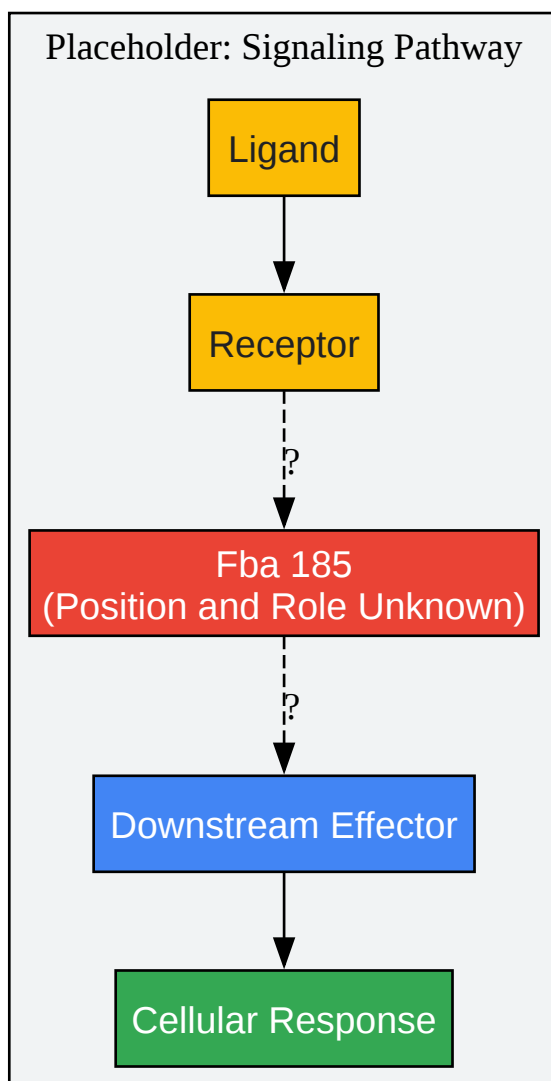 Placeholder: Signaling Pathway
Ligand
Receptor
?
Fba 185
(Position and Role Unknown)
?
Downstream Effector
Cellular Response